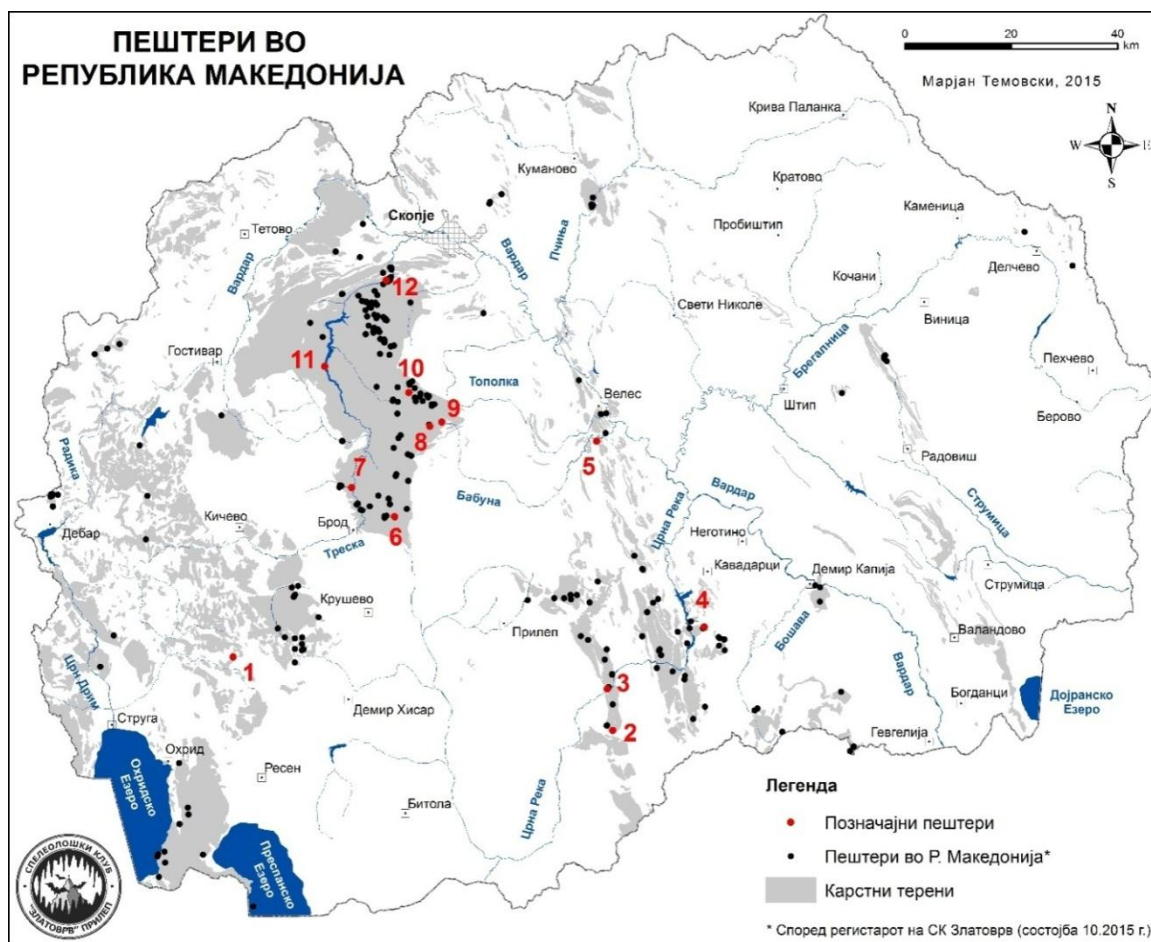 ПЕШТЕРИ ВО
РЕПУБЛИКА МАКЕДОНИЈА
0 20 40
km
Марјан Темовски, 2015
N
W E
S
Крива Паланка
Куманово
Кратово
Пробиштип
Каменица
Скопје
Тетово
Вардар
Вардар
Пчиња
Делчево
Кочани
Свети Николе
Виница
Гостивар
Брегалница
Пехчево
12
11
10
Тополка
9
8
Велес
Штип
Берово
5
Радика
7
Радовиш
Бабуна
Кичево
Брод
6
Дебар
Треска
Црна Река
Вардар
Неготино
Струмица
Кавадарци
Демир Капија
Струмица
Крушево
4
Прилеп
Бошава
Валандово
1
Црн Дрим
3
Вардар
Богданци
Дојранско
Езеро
Струга
Демир Хисар
2
Гевгелија
Охрид
Ресен
Битола
Црна Река
Охридско
Езеро
Преспанско
Езеро
Легенда
Позначајни пештери
Пештери во Р. Македонија*
Карстни терени
* Според регистарот на СК Златоврв (состојба 10.2015 г.)
СПЕЛЕОЛОШКИ КЛУБ
"ЗЛАТОВРВ" ПРИЛЕП